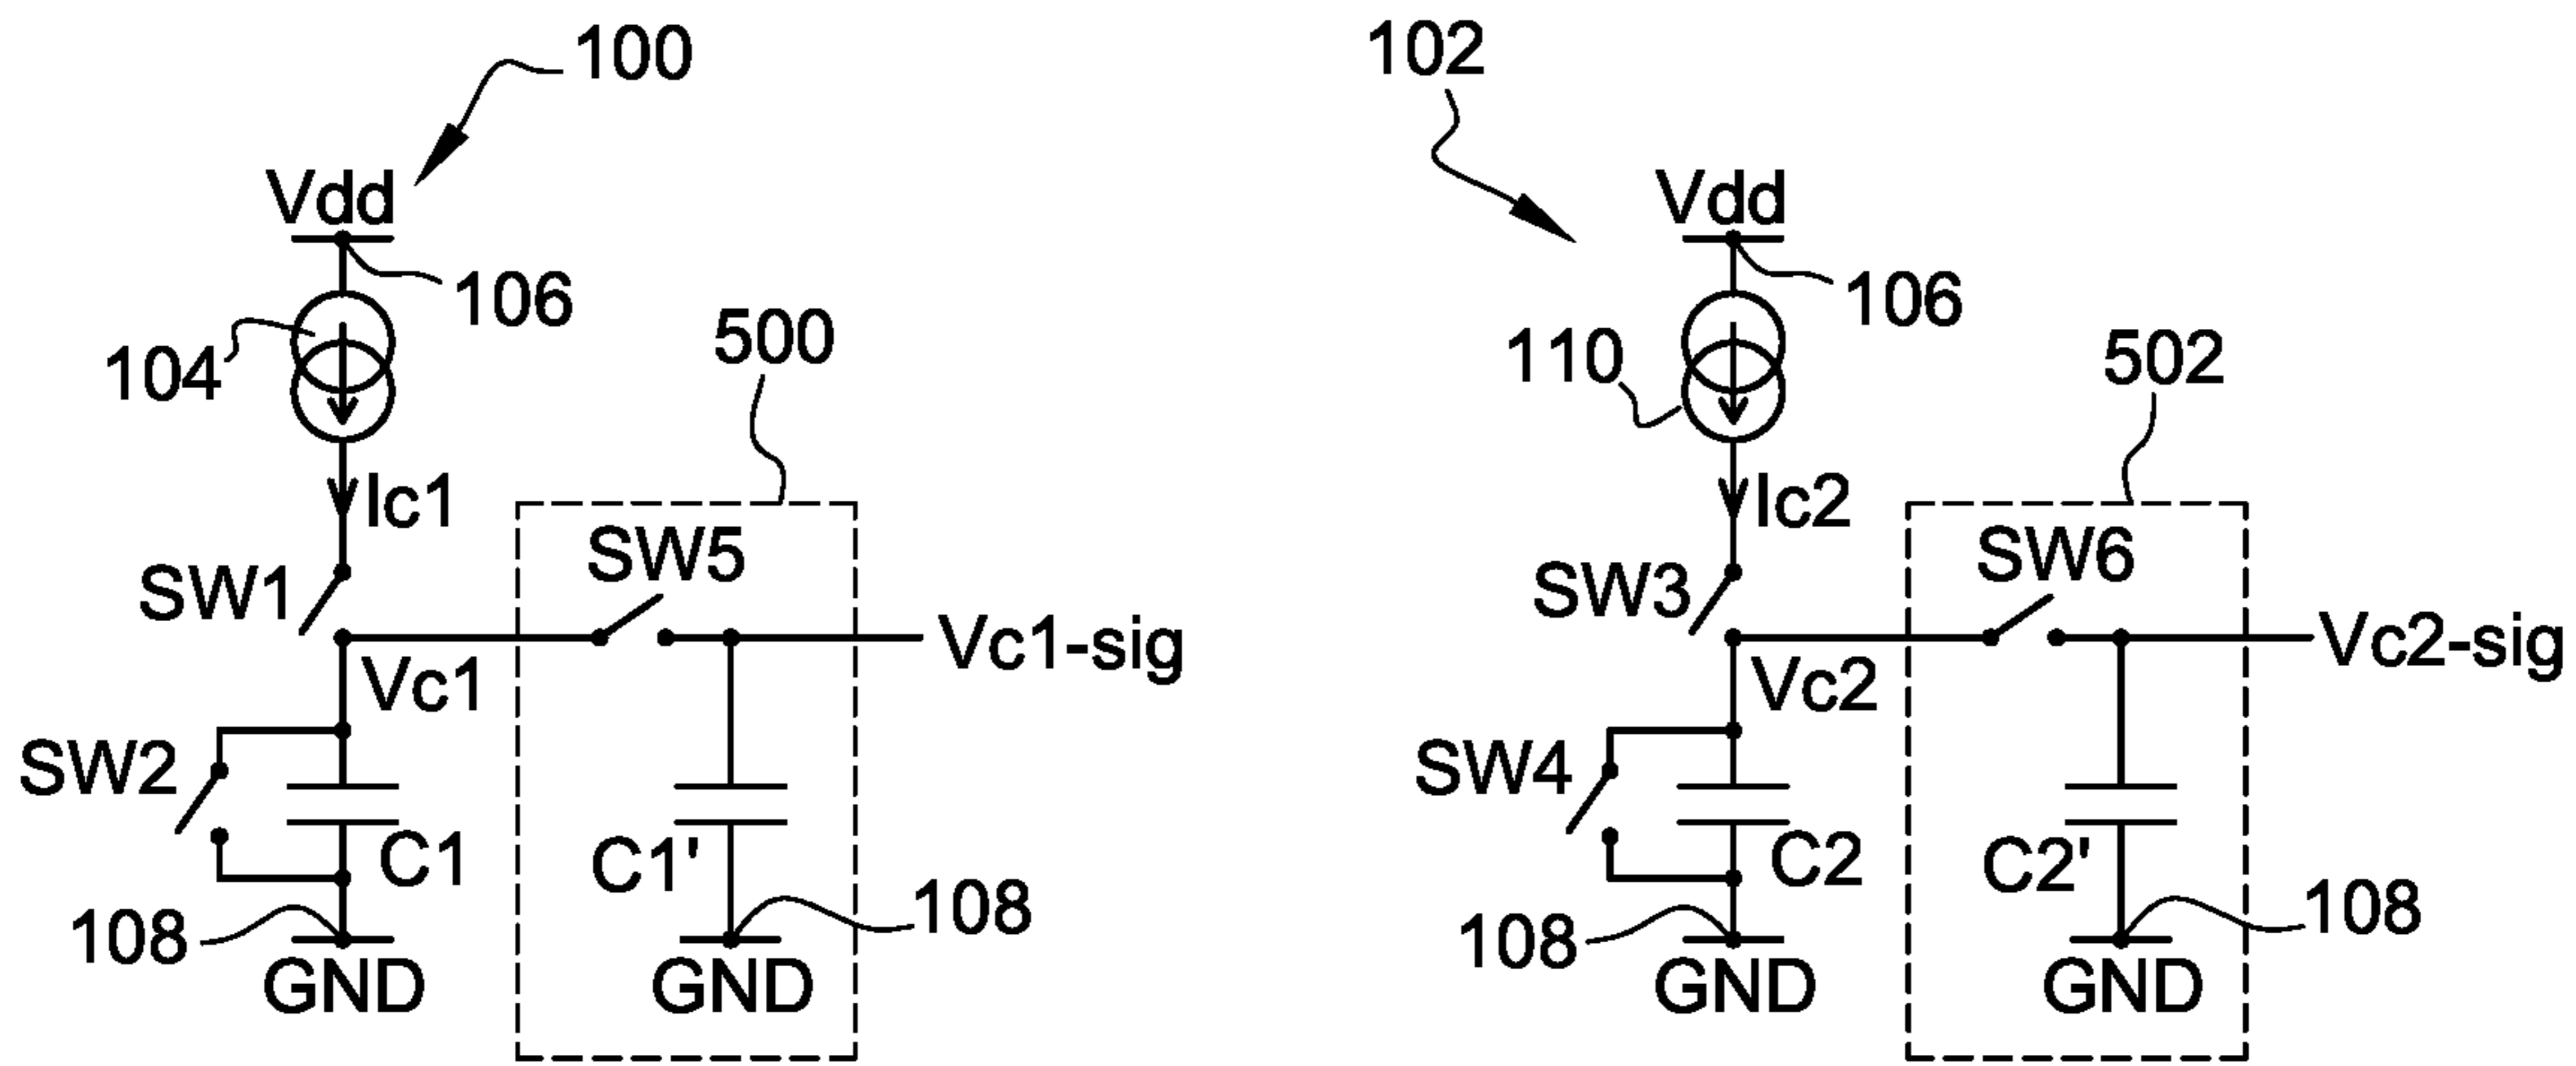 100
Vdd
106
104
500
Ic1
SW5
SW1
Vc1-sig
Vc1
SW2
C1
C1'
108
108
GND
GND
102
Vdd
106
110
502
Ic2
SW6
SW3
Vc2-sig
Vc2
SW4
C2
C2'
108
108
GND
GND